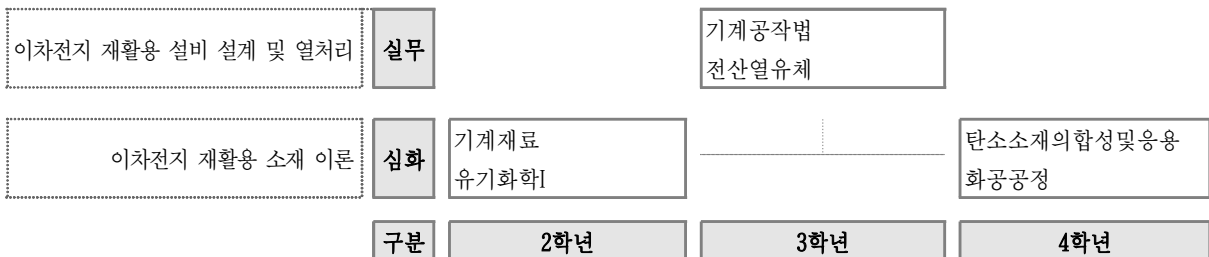 이차전지 재활용 설비 설계 및 열처리
실무
기계공작법
전산열유체
이차전지 재활용 소재 이론
심화
기계재료
유기화학I
탄소소재의합성및응용
화공공정
구분
2학년
3학년
4학년